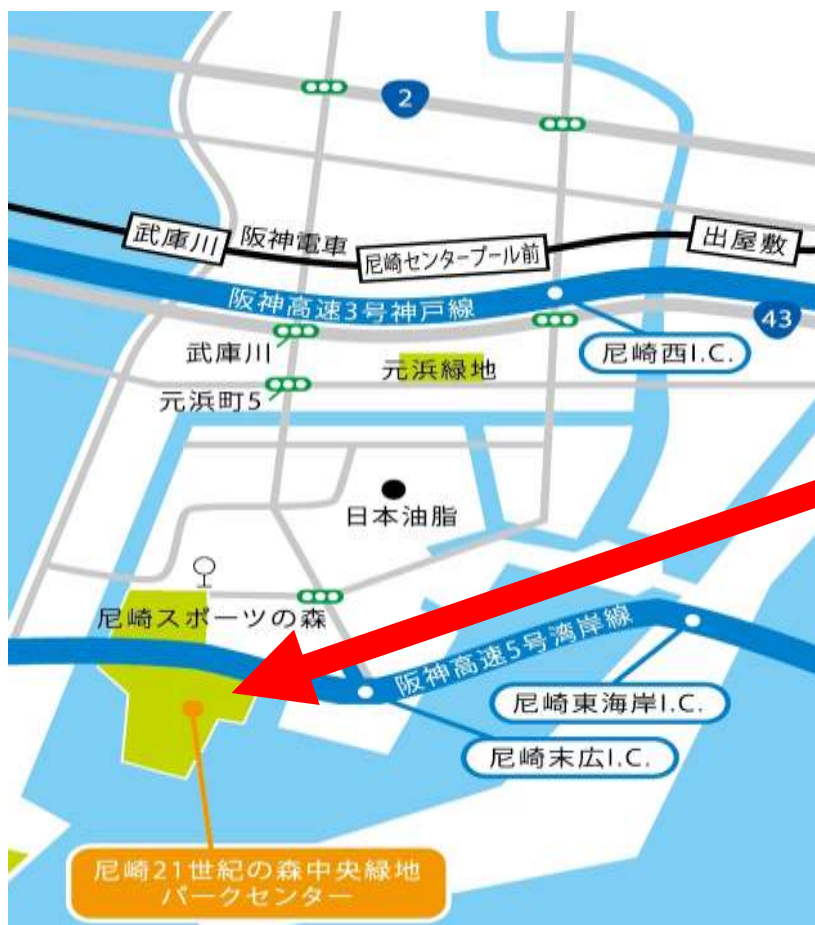 2
武庫川
阪神電車
尼崎センタープール前
出屋敷
阪神高速3号神戸線
43
武庫川
尼崎西I.C.
元浜緑地
元浜町5
日本油脂
尼崎スポーツの森
阪神高速5号湾岸線
尼崎東海岸I.C.
尼崎末広I.C.
尼崎21世紀の森中央緑地
パークセンター